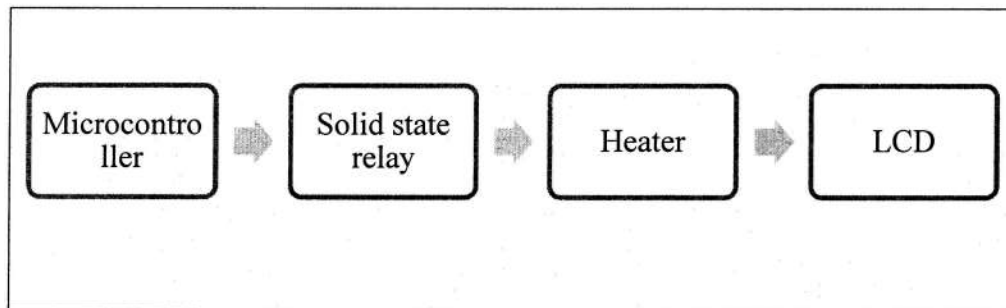 Microcontro
ller
Solid state
relay
Heater
LCD